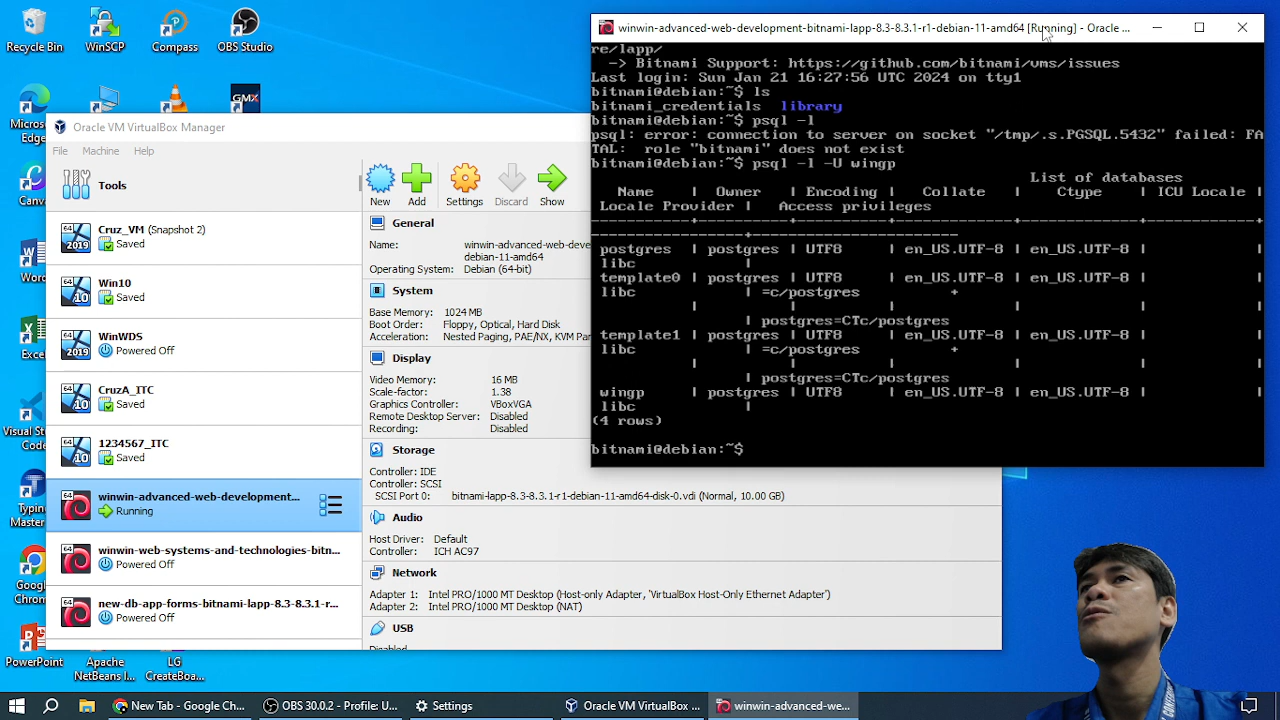 Recycle Bin
WinSCP
Compass
OBS Studio
Micros
Edge
GMX
Canva
Word
Excel
Visual St
Code
Typin
Master
Google
Chrom
PowerPoint
Apache
NetBeans I...
LG
CreateBoa...
Oracle VM VirtualBox Manager
File Machine Help
Tools
New Add Settings Discard Show
Cruz_VM (Snapshot 2)
Saved
Win10
Saved
WinWDS
Powered Off
CruzA_ITC
Saved
1234567_ITC
Saved
winwin-advanced-web-development...
Running
winwin-web-systems-and-technologies-bitn...
Powered Off
new-db-app-forms-bitnami-lapp-8.3-8.3.1-r...
Powered Off
General
Name: winwin-advanced-web-deve
debian-11-amd64
Operating System: Debian (64-bit)
System
Base Memory: 1024 MB
Boot Order: Floppy, Optical, Hard Disk
Acceleration: Nested Paging, PAE/NX, KVM Par
Display
Video Memory: 16 MB
Scale-factor: 1.38
Graphics Controller: VBoxVGA
Remote Desktop Server: Disabled
Recording: Disabled
Storage
Controller: IDE
Controller: SCSI
SCSI Port 0: bitnami-lapp-8.3-8.3.1-r1-debian-11-amd64-disk-0.vdi (Normal, 10.00 GB)
Audio
Host Driver: Default
Controller: ICH AC97
Network
Adapter 1: Intel PRO/1000 MT Desktop (Host-only Adapter, 'VirtualBox Host-Only Ethernet Adapter')
Adapter 2: Intel PRO/1000 MT Desktop (NAT)
USB
Disabled
winwin-advanced-web-development-bitnami-lapp-8.3-8.3.1-r1-debian-11-amd64 [Running] - Oracle ...
re/lapp/
-> Bitnami Support: https://github.com/bitnami/vms/issues
Last login: Sun Jan 21 16:27:56 UTC 2024 on tty1
bitnami@debian:~$ ls
bitnami_credentials library
bitnami@debian:~$ psql -l
psql: error: connection to server on socket "/tmp/.s.PGSQL.5432" failed: FA
TAL: role "bitnami" does not exist
bitnami@debian:~$ psql -l -U wingp
List of databases
Name | Owner | Encoding | Collate | Ctype | ICU Locale |
Locale Provider | Access privileges
-----------+----------+----------+-------------+-------------+------------+
-----------------+-----------------------
postgres | postgres | UTF8 | en_US.UTF-8 | en_US.UTF-8 | |
libc |
template0 | postgres | UTF8 | en_US.UTF-8 | en_US.UTF-8 | |
libc | =c/postgres +
| | | | | |
| postgres=CTc/postgres
template1 | postgres | UTF8 | en_US.UTF-8 | en_US.UTF-8 | |
libc | =c/postgres +
| | | | | |
| postgres=CTc/postgres
wingp | postgres | UTF8 | en_US.UTF-8 | en_US.UTF-8 | |
libc |
(4 rows)
bitnami@debian:~$
New Tab - Google Ch...
OBS 30.0.2 - Profile: U...
Settings
Oracle VM VirtualBox ...
winwin-advanced-we...